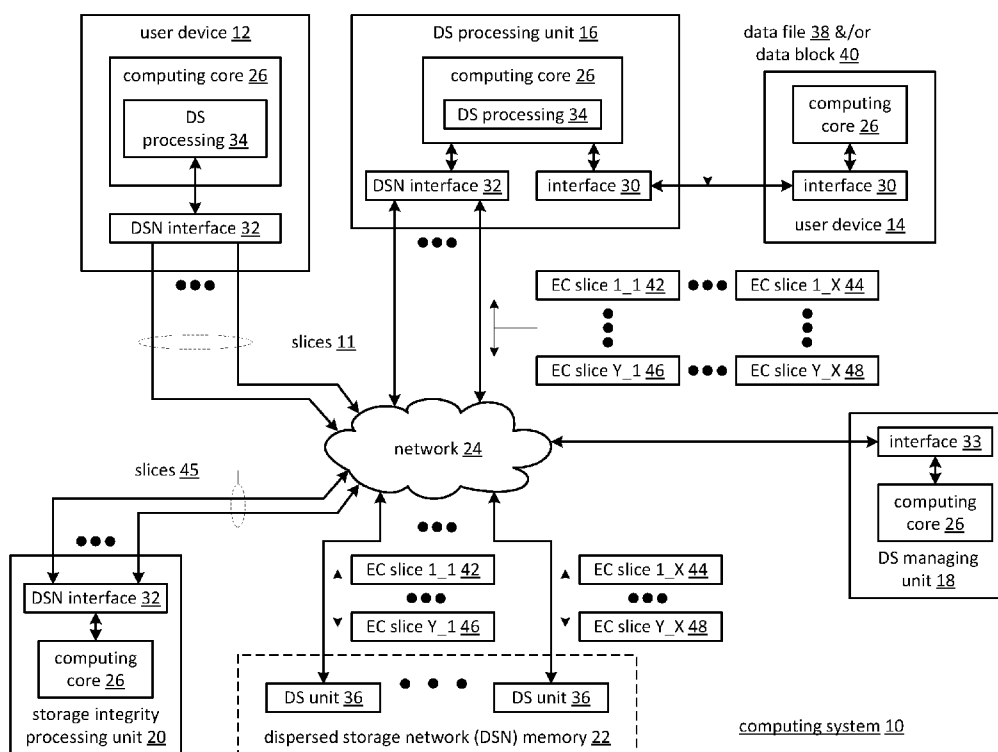 user device 12
computing core 26
DS
processing 34
DSN interface 32
DS processing unit 16
computing core 26
DS processing 34
DSN interface 32
interface 30
data file 38 &/or
data block 40
computing
core 26
interface 30
user device 14
EC slice 1_1 42
EC slice 1_X 44
EC slice Y_1 46
EC slice Y_X 48
slices 11
network 24
slices 45
interface 33
computing
core 26
DS managing
unit 18
DSN interface 32
computing
core 26
storage integrity
processing unit 20
EC slice 1_1 42
EC slice Y_1 46
EC slice 1_X 44
EC slice Y_X 48
DS unit 36
DS unit 36
dispersed storage network (DSN) memory 22
computing system 10